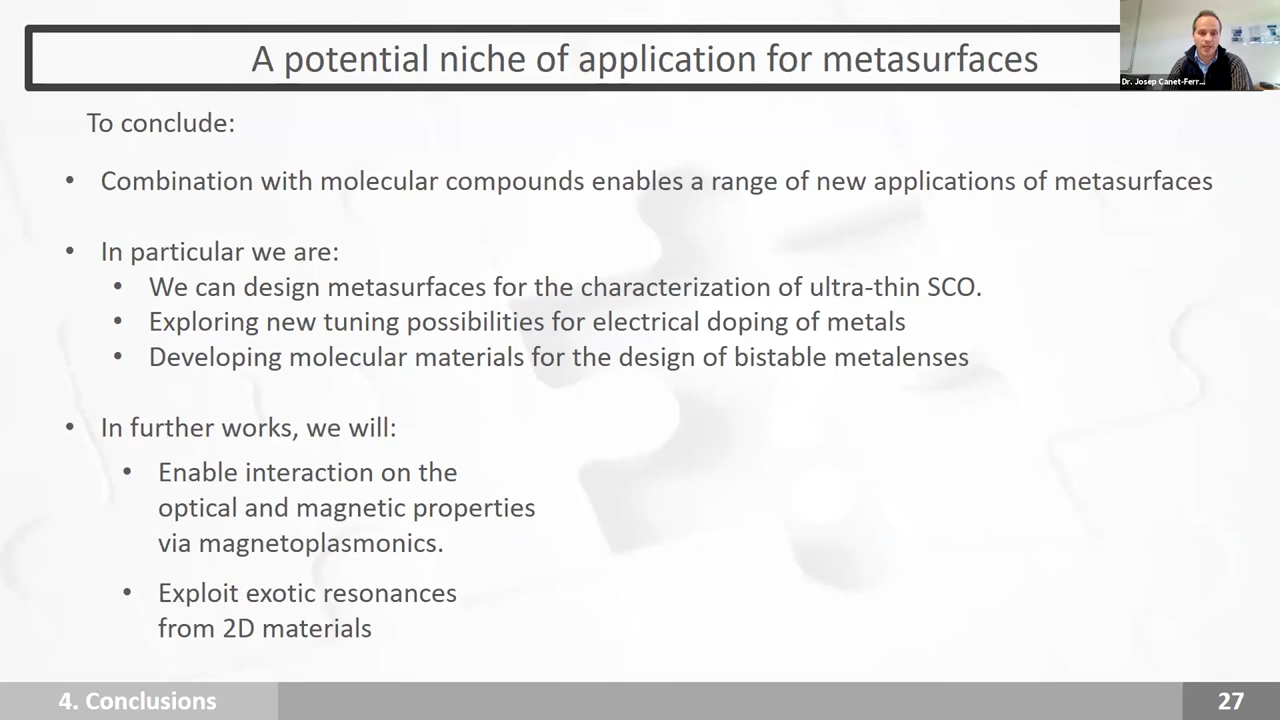 A potential niche of application for metasurfaces
Dr. Josep Canet-Ferr...
To conclude:
• Combination with molecular compounds enables a range of new applications of metasurfaces
• In particular we are:
• We can design metasurfaces for the characterization of ultra-thin SCO.
• Exploring new tuning possibilities for electrical doping of metals
• Developing molecular materials for the design of bistable metalenses
• In further works, we will:
• Enable interaction on the
optical and magnetic properties
via magnetoplasmonics.
• Exploit exotic resonances
from 2D materials
4. Conclusions
27